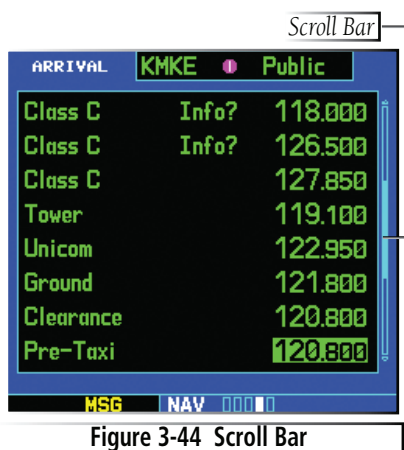 Scroll Bar
ARRIVAL KMKE Public
Class C Info? 118.000
Class C Info? 126.500
Class C 127.850
Tower 119.100
Unicom 122.950
Ground 121.800
Clearance 120.800
Pre-Taxi 120.800
MSG NAV
Figure 3-44 Scroll Bar